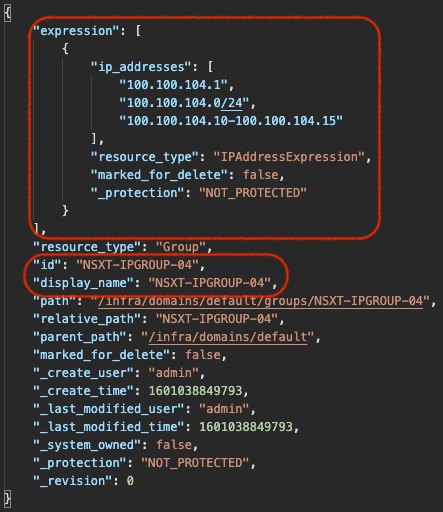 {
"expression": [
{
"ip_addresses": [
"100.100.104.1",
"100.100.104.0/24",
"100.100.104.10-100.100.104.15"
],
"resource_type": "IPAddressExpression",
"marked_for_delete": false,
"_protection": "NOT_PROTECTED"
}
],
"resource_type": "Group",
"id": "NSXT-IPGROUP-04",
"display_name": "NSXT-IPGROUP-04",
"path": "/infra/domains/default/groups/NSXT-IPGROUP-04",
"relative_path": "NSXT-IPGROUP-04",
"parent_path": "/infra/domains/default",
"marked_for_delete": false,
"_create_user": "admin",
"_create_time": 1601038849793,
"_last_modified_user": "admin",
"_last_modified_time": 1601038849793,
"_system_owned": false,
"_protection": "NOT_PROTECTED",
"_revision": 0
}